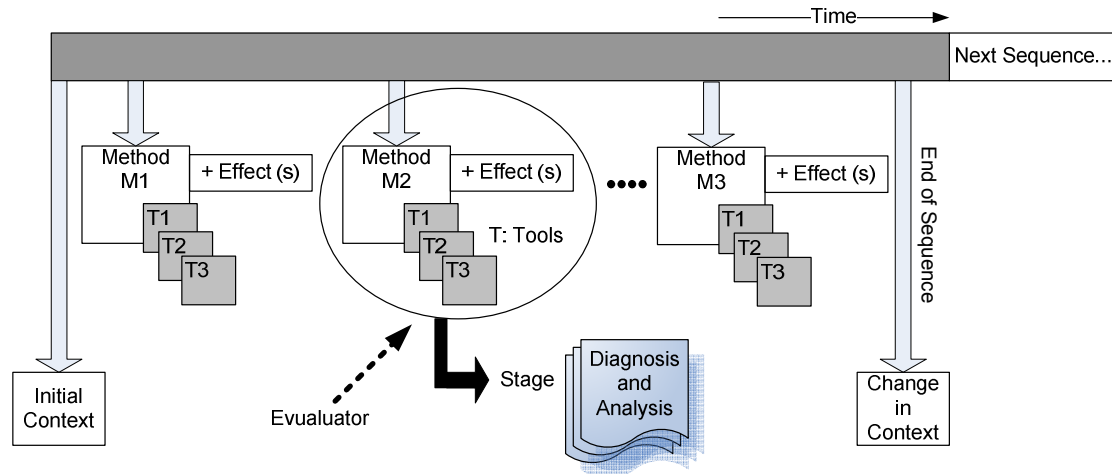 Time
Next Sequence...
Method
M1
+ Effect (s)
T1
T2
T3
Method
M2
+ Effect (s)
T1
T2
T3
T: Tools
Method
M3
+ Effect (s)
T1
T2
T3
End of Sequence
Initial
Context
Evualuator
Stage
Diagnosis
and
Analysis
Change
in
Context